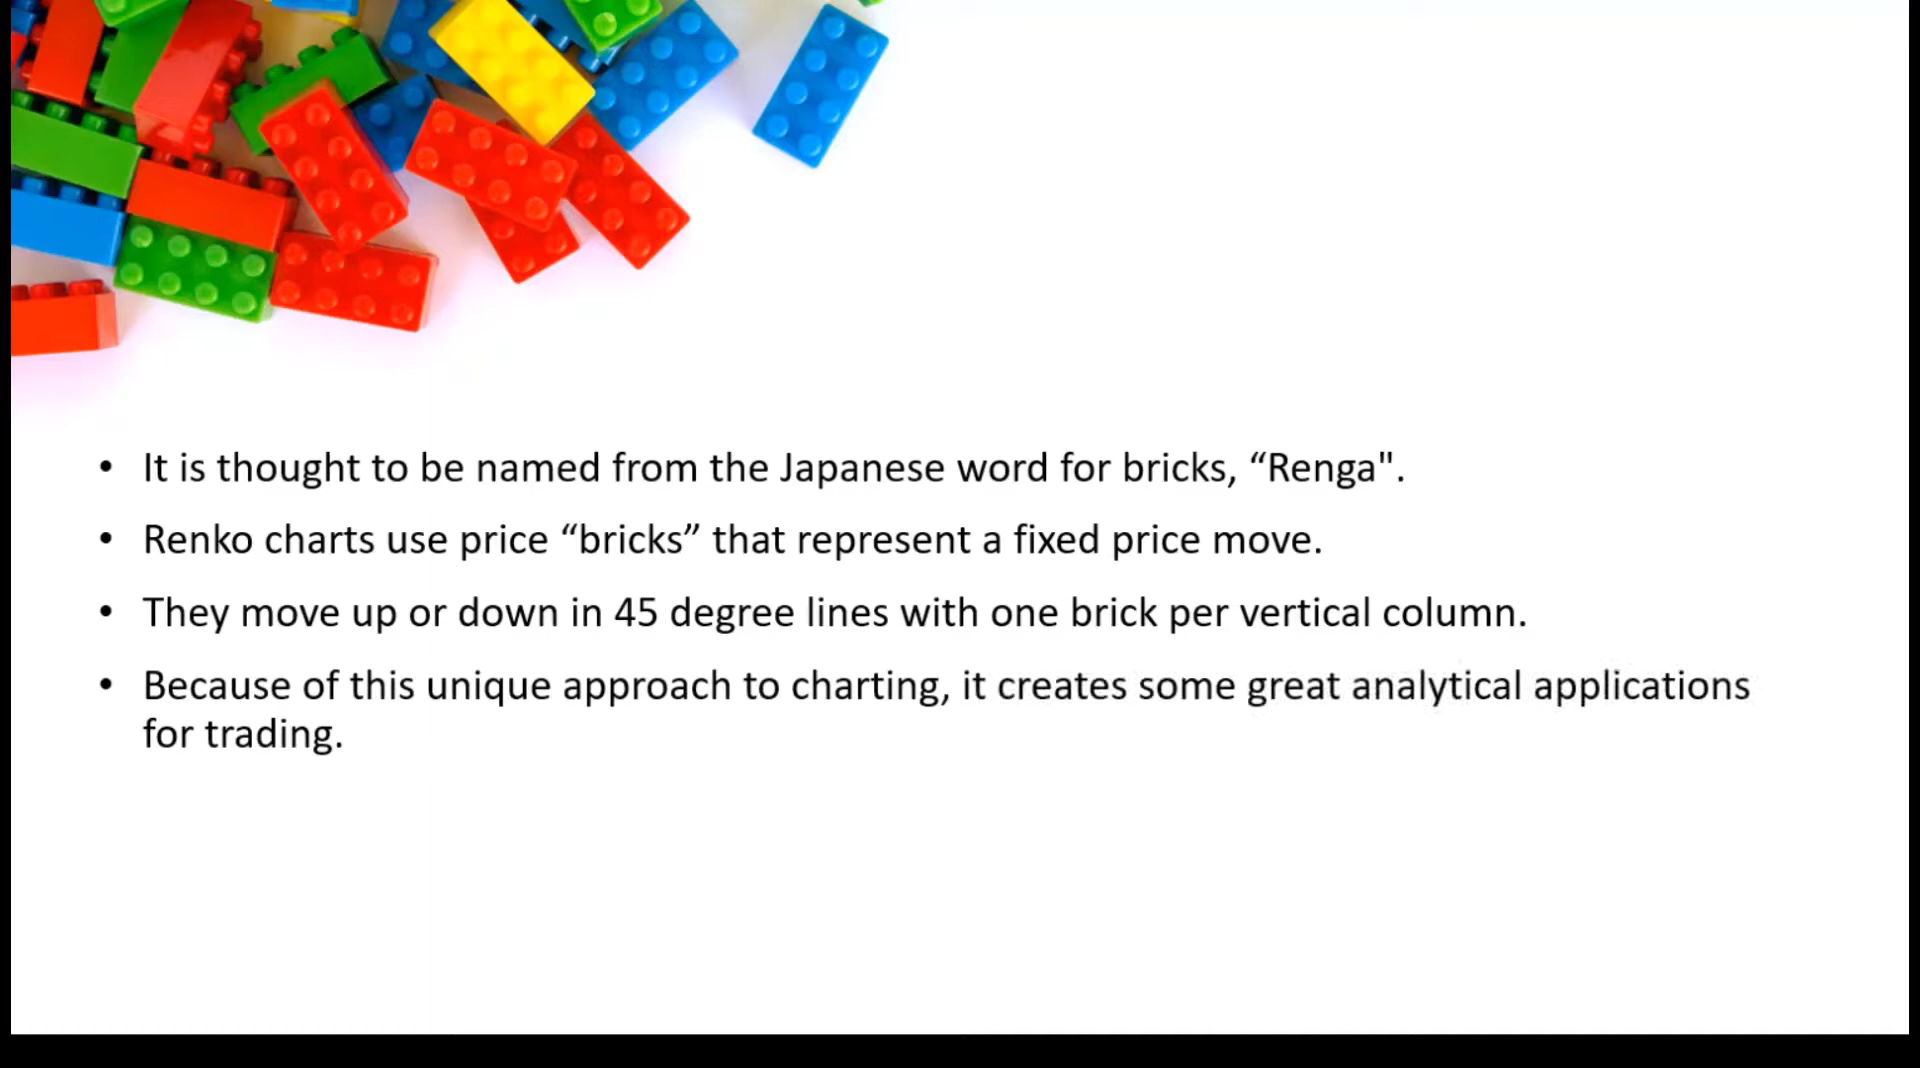 • It is thought to be named from the Japanese word for bricks, “Renga".
• Renko charts use price “bricks” that represent a fixed price move.
• They move up or down in 45 degree lines with one brick per vertical column.
• Because of this unique approach to charting, it creates some great analytical applications
for trading.